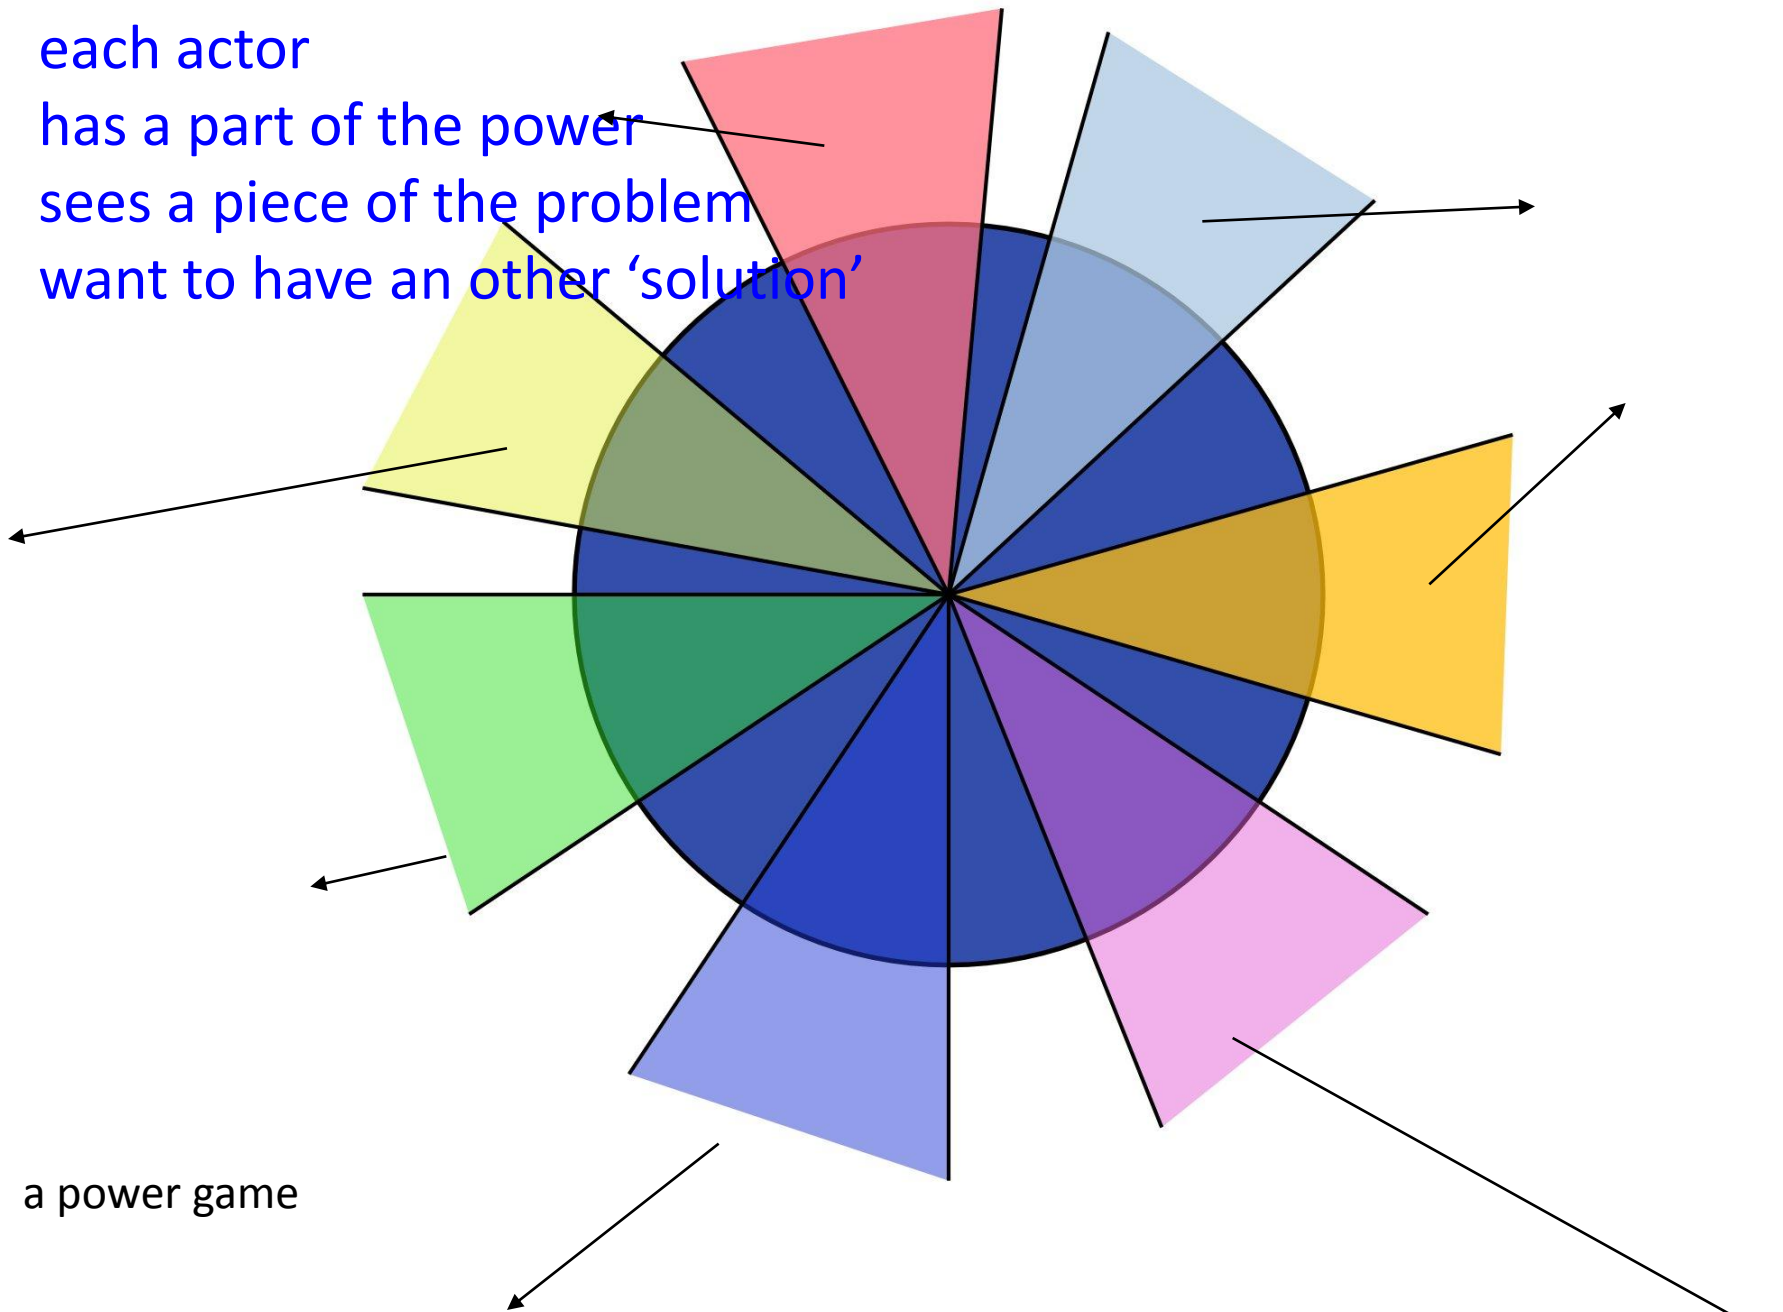 each actor
has a part of the power
sees a piece of the problem
want to have an other ‘solution’
a power game